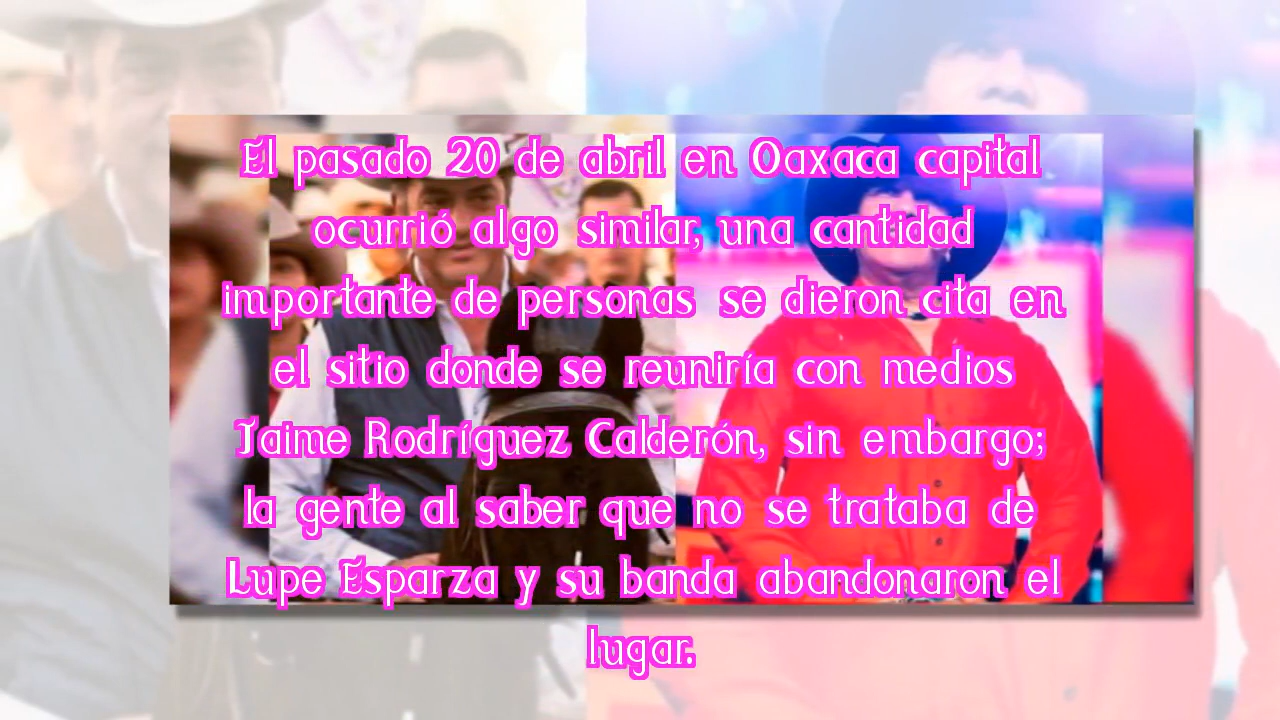 El pasado 20 de abril en Oaxaca capital
ocurrió algo similar, una cantidad
importante de personas se dieron cita en
el sitio donde se reuniría con medios
Jaime Rodríguez Calderón, sin embargo;
la gente al saber que no se trataba de
Lupe Esparza y su banda abandonaron el
lugar.